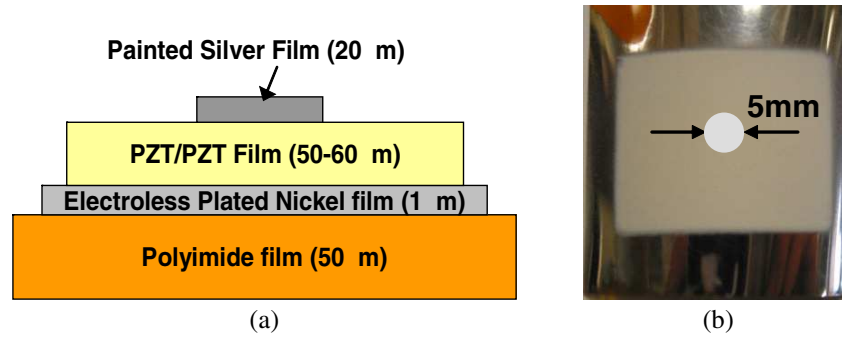 Painted Silver Film (20 m)
PZT/PZT Film (50-60 m)
Electroless Plated Nickel film (1 m)
Polyimide film (50 m)
(a)
5mm
(b)